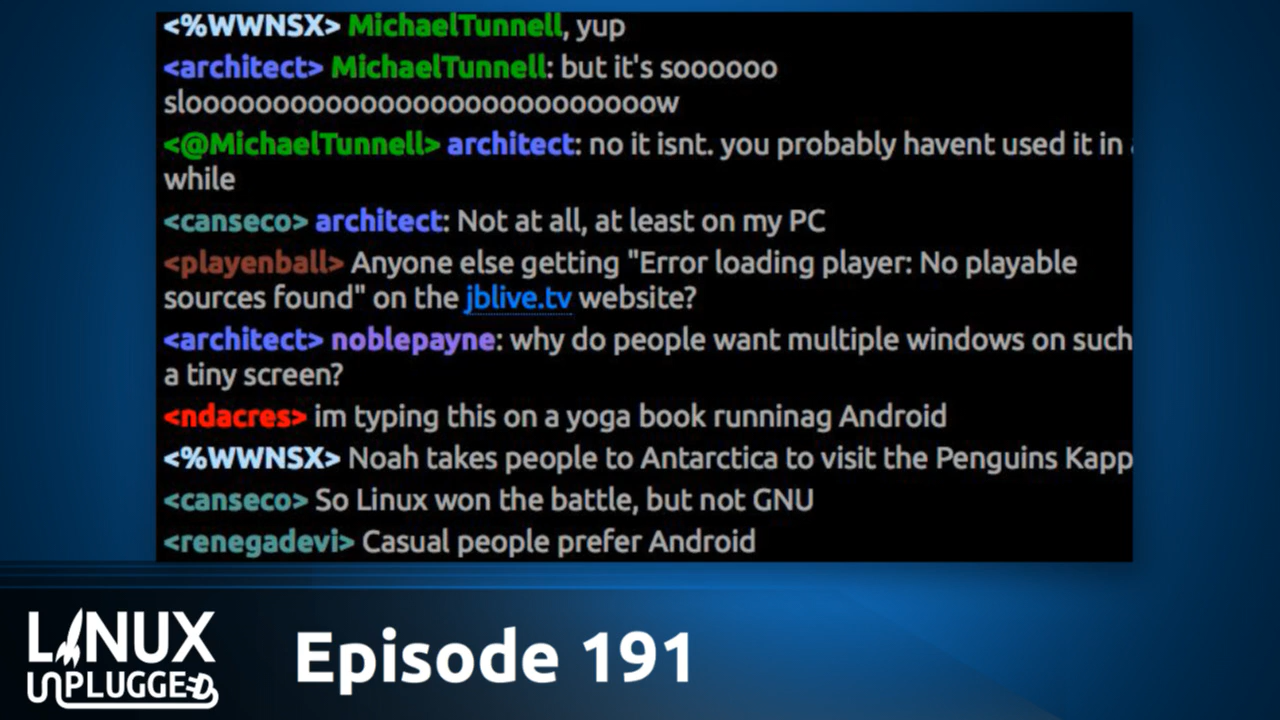 <%WWNSX> MichaelTunnell, yup
<architect> MichaelTunnell: but it's soooooo
slooooooooooooooooooooooooooow
<@MichaelTunnell> architect: no it isnt. you probably havent used it in
while
<canseco> architect: Not at all, at least on my PC
<playenball> Anyone else getting "Error loading player: No playable
sources found" on the jblive.tv website?
<architect> noblepayne: why do people want multiple windows on such
a tiny screen?
<ndacres> im typing this on a yoga book runninag Android
<%WWNSX> Noah takes people to Antarctica to visit the Penguins Kapp
<canseco> So Linux won the battle, but not GNU
<renegadevi> Casual people prefer Android
LINUX
UNPLUGGED
Episode 191